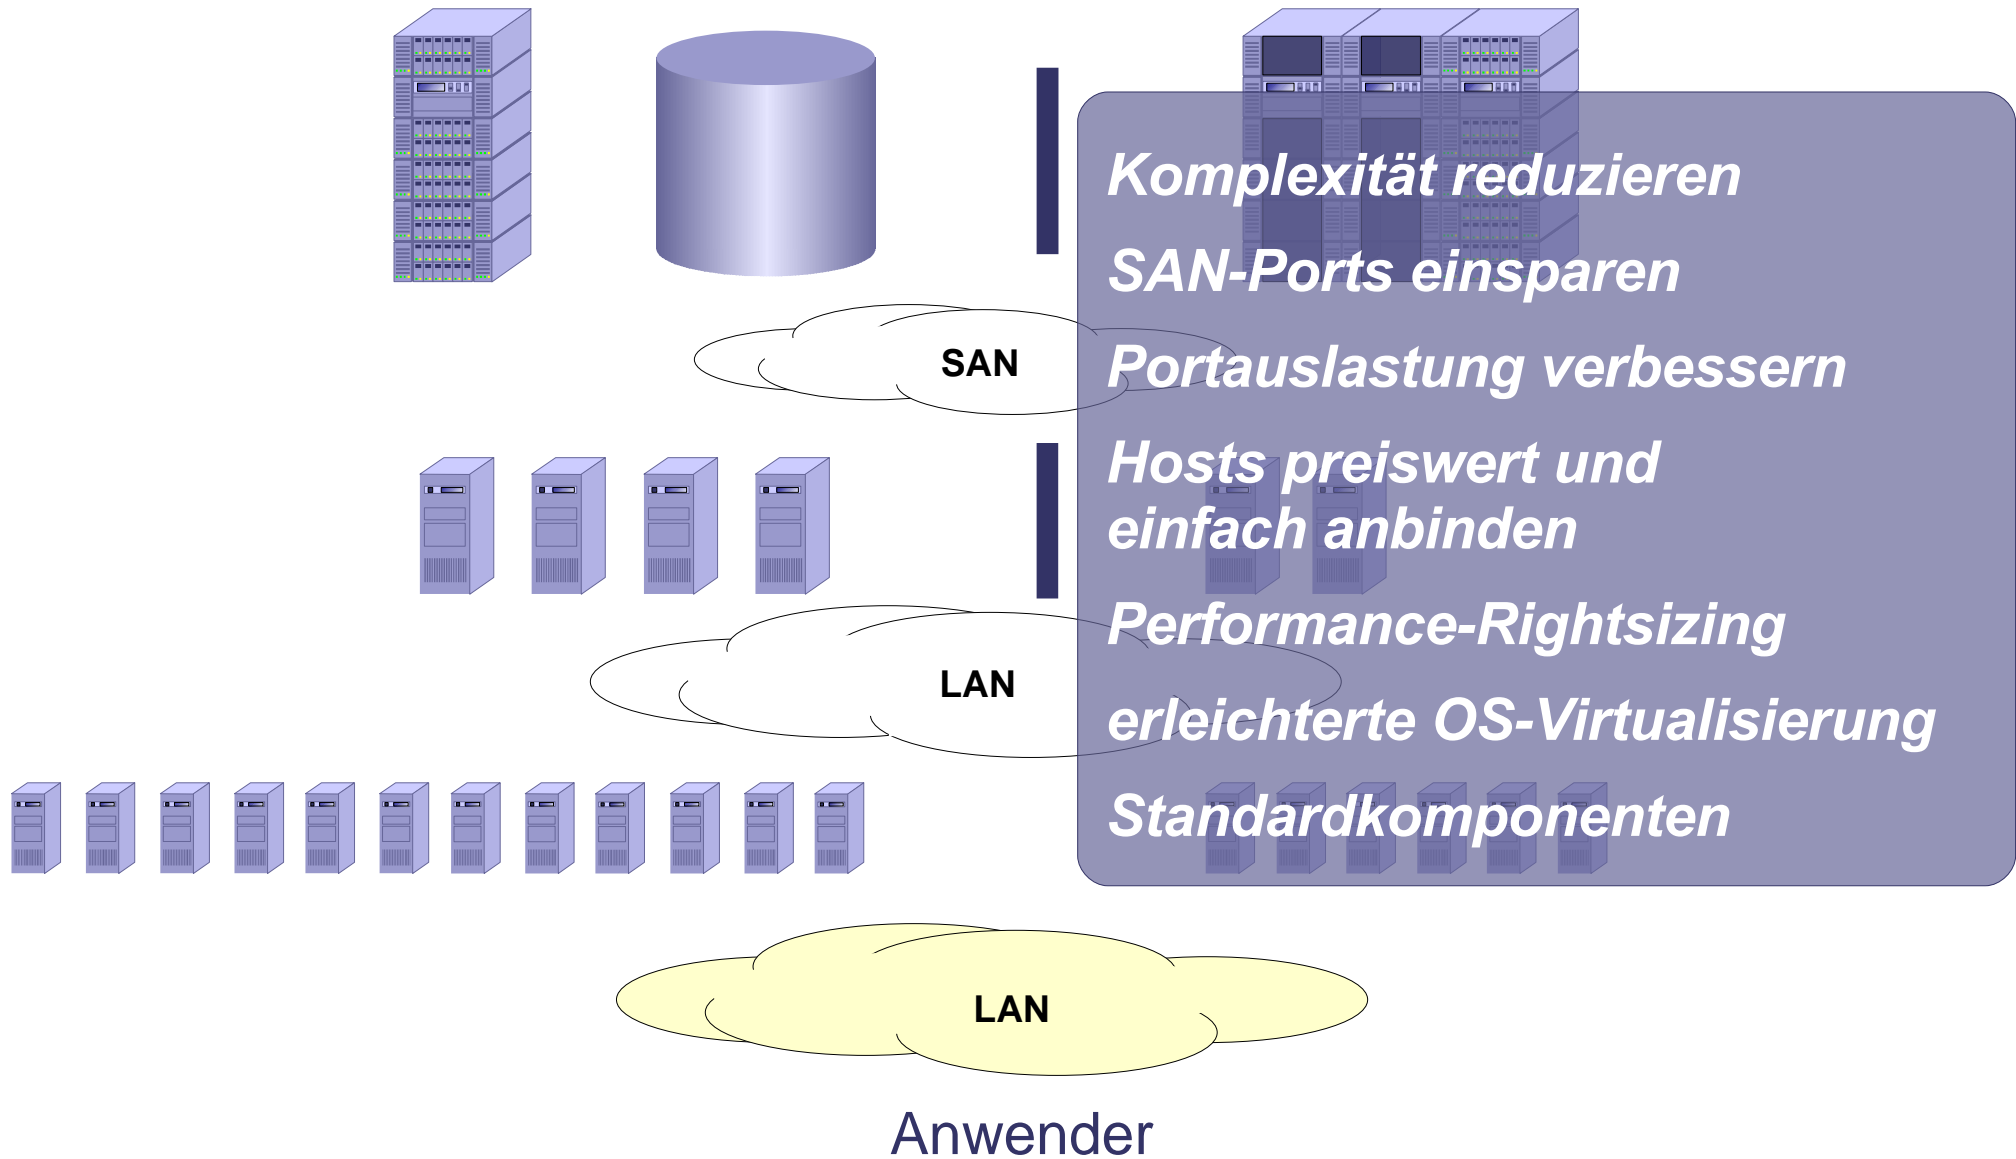 Komplexität reduzieren
SAN-Ports einsparen
SAN
Portauslastung verbessern
Hosts preiswert und
einfach anbinden
Performance-Rightsizing
LAN
erleichterte OS-Virtualisierung
Standardkomponenten
LAN
Anwender